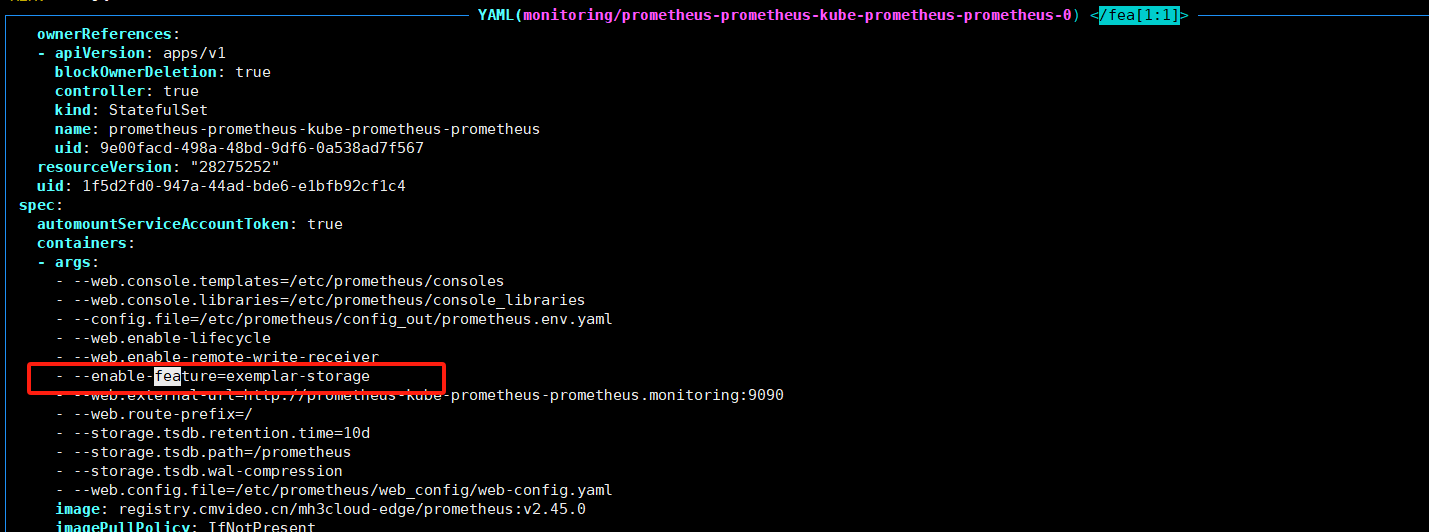 YAML(monitoring/prometheus-prometheus-kube-prometheus-prometheus-0) </fea[1:1]>
ownerReferences:
- apiVersion: apps/v1
blockOwnerDeletion: true
controller: true
kind: StatefulSet
name: prometheus-prometheus-kube-prometheus-prometheus
uid: 9e00facd-498a-48bd-9df6-0a538ad7f567
resourceVersion: "28275252"
uid: 1f5d2fd0-947a-44ad-bde6-e1bfb92cf1c4
spec:
automountServiceAccountToken: true
containers:
- args:
- --web.console.templates=/etc/prometheus/consoles
- --web.console.libraries=/etc/prometheus/console_libraries
- --config.file=/etc/prometheus/config_out/prometheus.env.yaml
- --web.enable-lifecycle
- --web.enable-remote-write-receiver
- --enable-feature=exemplar-storage
- --web.external-url=http://prometheus-kube-prometheus-prometheus.monitoring:9090
- --web.route-prefix=/
- --storage.tsdb.retention.time=10d
- --storage.tsdb.path=/prometheus
- --storage.tsdb.wal-compression
- --web.config.file=/etc/prometheus/web_config/web-config.yaml
image: registry.cmvideo.cn/mh3cloud-edge/prometheus:v2.45.0
imagePullPolicy: IfNotPresent